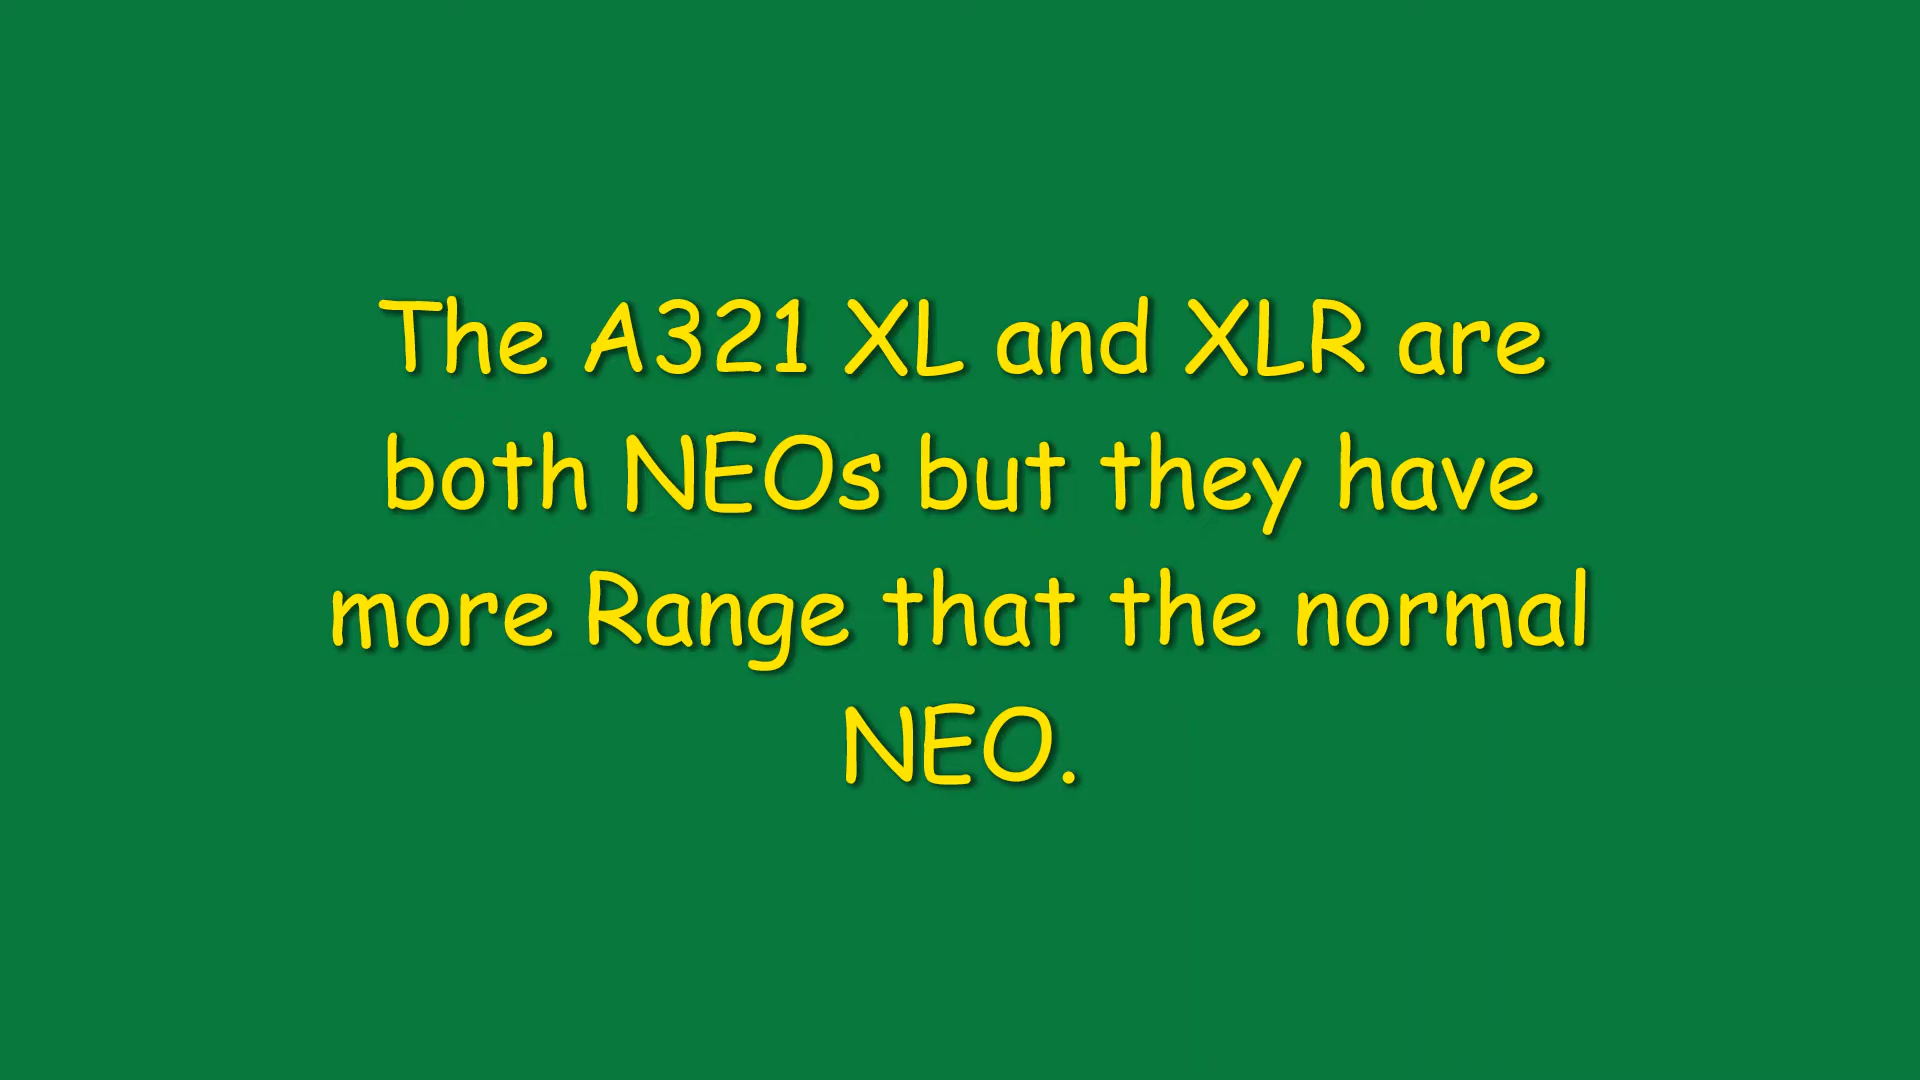 The A321 XL and XLR are
both NEOs but they have
more Range that the normal
NEO.